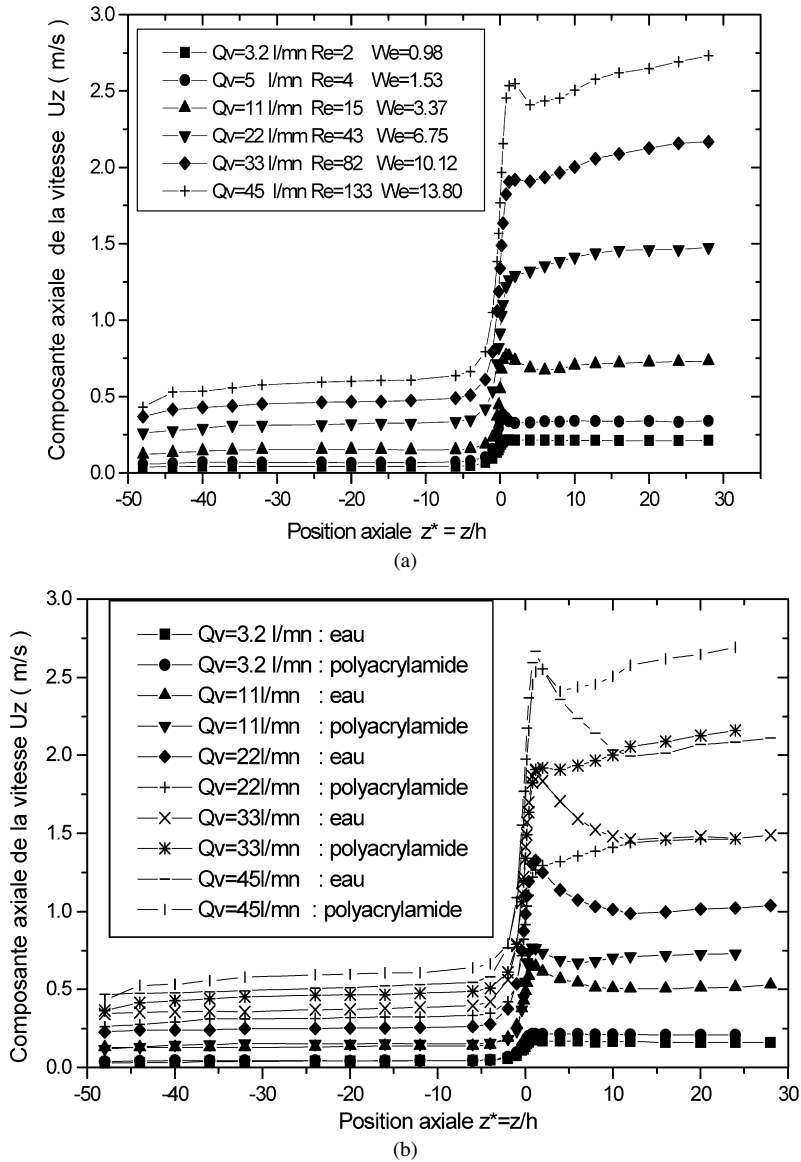 3.0
2.5
2.0
1.5
1.0
0.5
0.0
Composante axiale de la vitesse Uz ( m/s )
Qv=3.2 l/mn Re=2 We=0.98
Qv=5 l/mn Re=4 We=1.53
Qv=11 l/mn Re=15 We=3.37
Qv=22 l/mm Re=43 We=6.75
Qv=33 l/mn Re=82 We=10.12
Qv=45 l/mn Re=133 We=13.80
-50 -40 -30 -20 -10 0 10 20 30
Position axiale z* = z/h
(a)
3.0
2.5
2.0
1.5
1.0
0.5
0.0
Composante axiale de la vitesse Uz ( m/s )
Qv=3.2 l/mn : eau
Qv=3.2 l/mn : polyacrylamide
Qv=11l/mn : eau
Qv=11l/mn : polyacrylamide
Qv=22l/mn : eau
Qv=22l/mn : polyacrylamide
Qv=33l/mn : eau
Qv=33l/mn : polyacrylamide
Qv=45l/mn : eau
Qv=45l/mn : polyacrylamide
-50 -40 -30 -20 -10 0 10 20 30
Position axiale z*=z/h
(b)